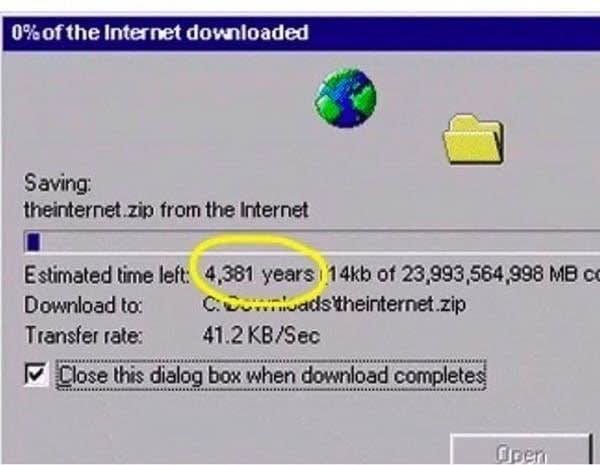 0% of the Internet downloaded
Saving:
theinternet.zip from the Internet
Estimated time left: 4,381 years (14kb of 23,993,564,998 MB co
Download to: C:\Downloads\theinternet.zip
Transfer rate: 41.2 KB/Sec
Close this dialog box when download completes
Open